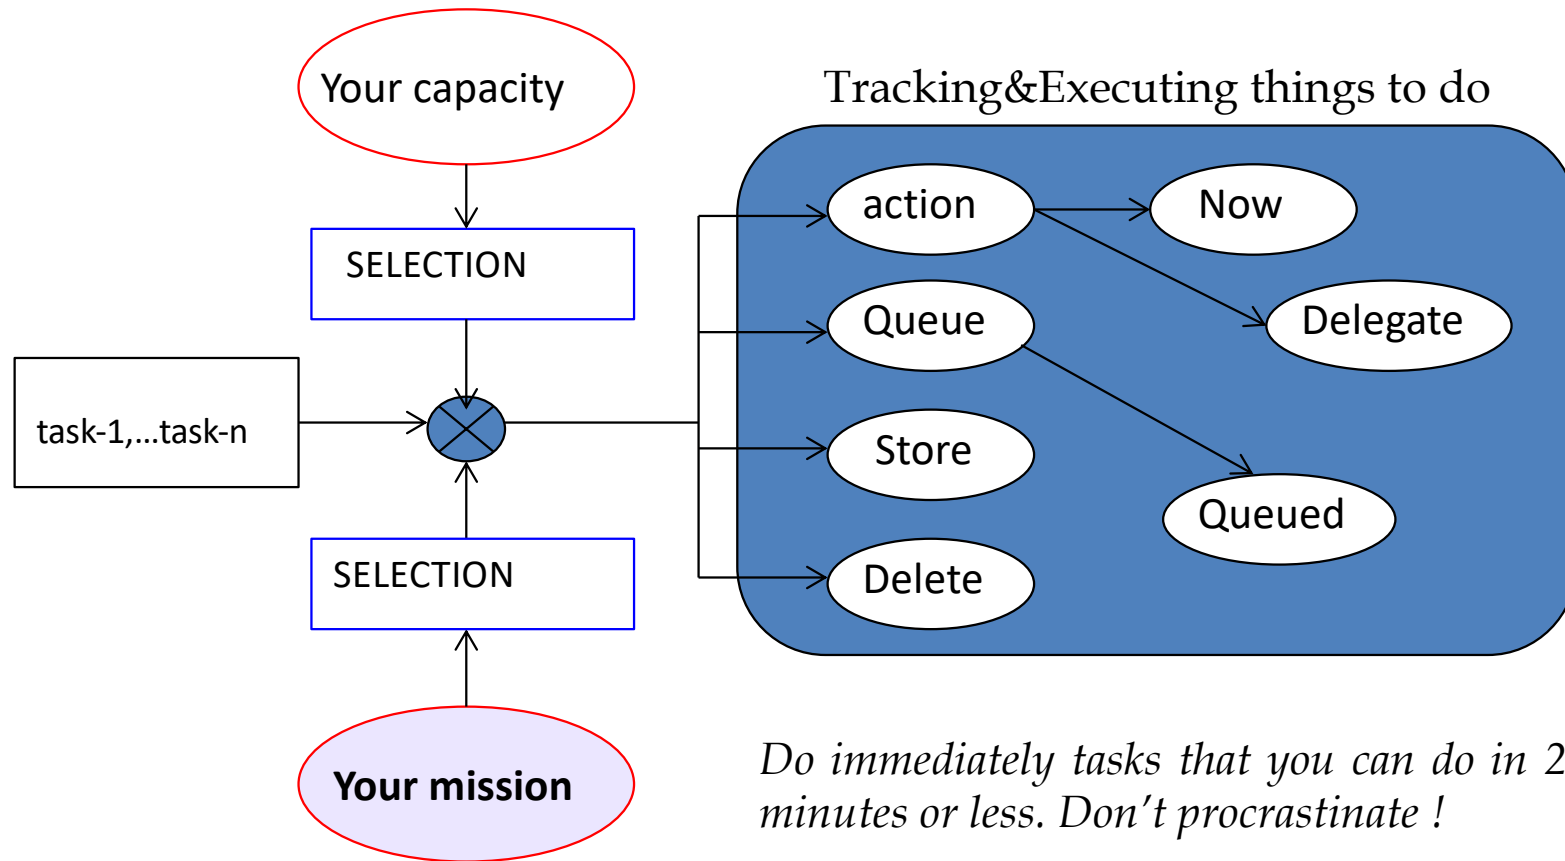 Your capacity
Tracking&Executing things to do
action
Now
SELECTION
Queue
Delegate
task-1,...task-n
Store
Queued
SELECTION
Delete
Your mission
Do immediately tasks that you can do in 2
minutes or less. Don’t procrastinate !